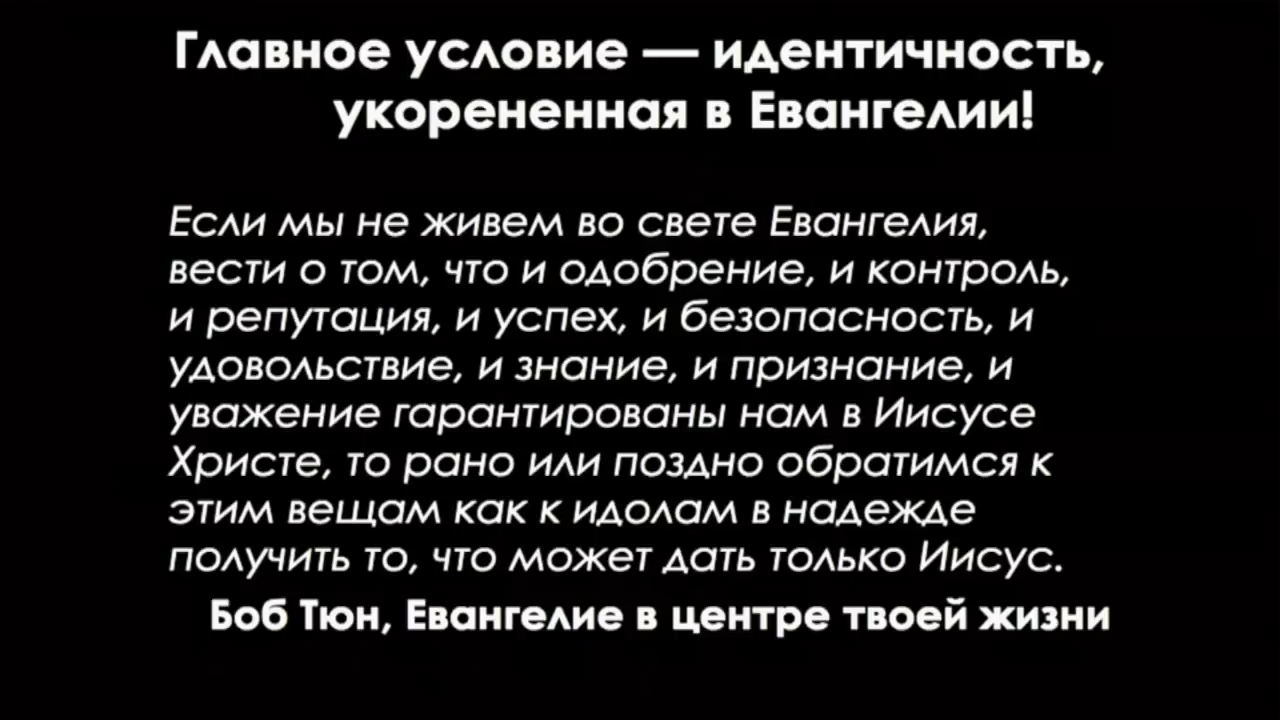 Главное условие — идентичность,
укорененная в Евангелии!
Если мы не живем во свете Евангелия,
вести о том, что и одобрение, и контроль,
и репутация, и успех, и безопасность, и
удовольствие, и знание, и признание, и
уважение гарантированы нам в Иисусе
Христе, то рано или поздно обратимся к
этим вещам как к идолам в надежде
получить то, что может дать только Иисус.
Боб Тюн, Евангелие в центре твоей жизни